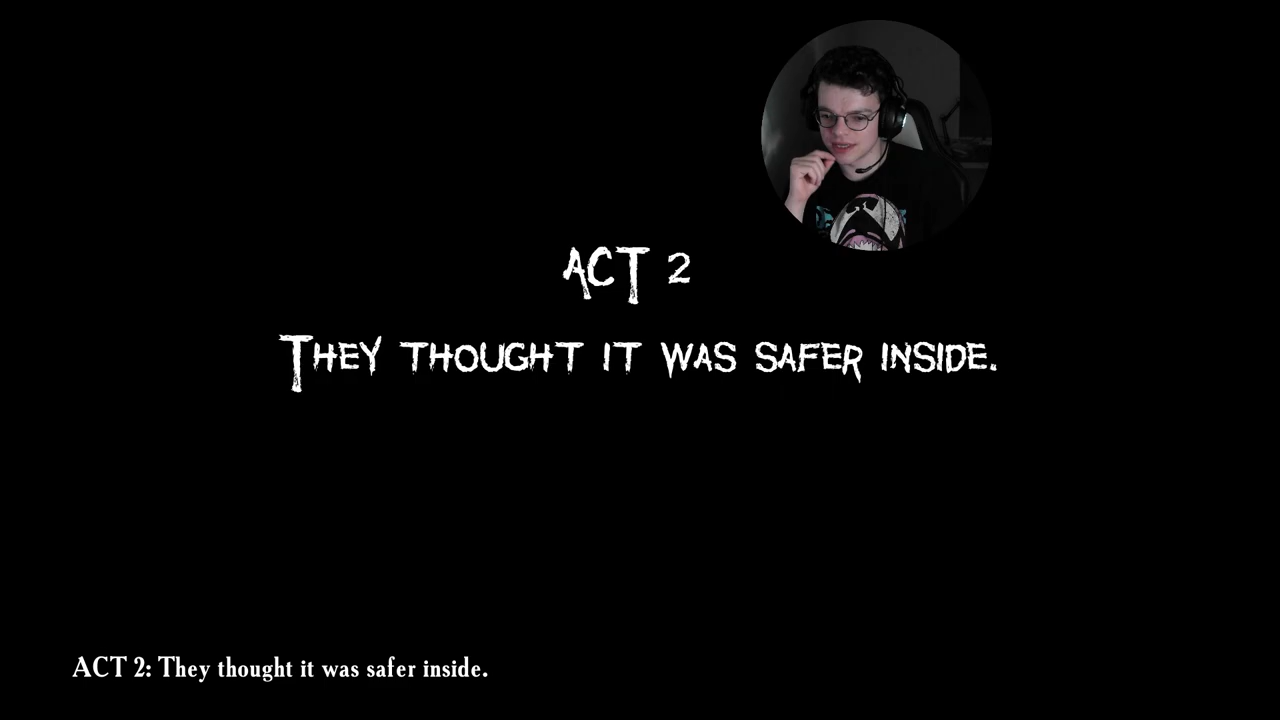 ACT 2
They thought it was safer inside.
ACT 2: They thought it was safer inside.